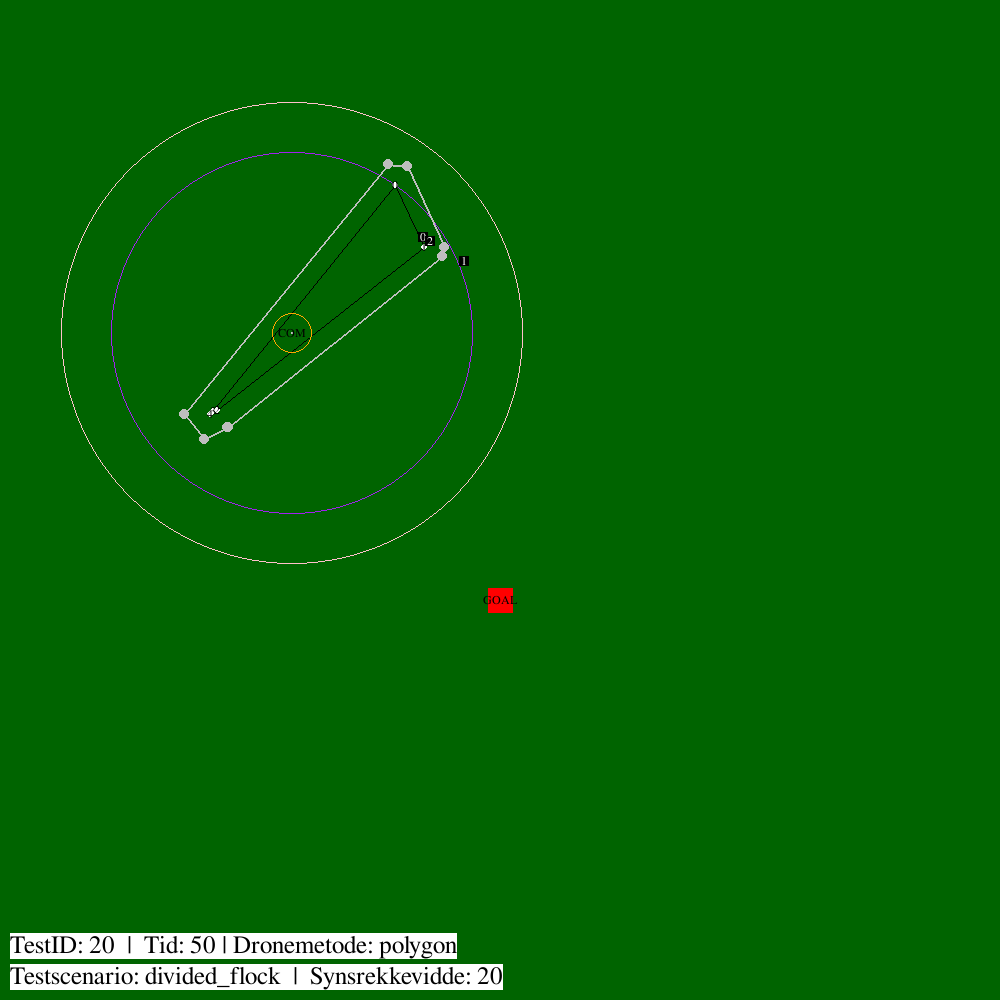 0
2
1
COM
GOAL
TestID: 20 | Tid: 50 | Dronemetode: polygon
Testscenario: divided_flock | Synsrekkevidde: 20